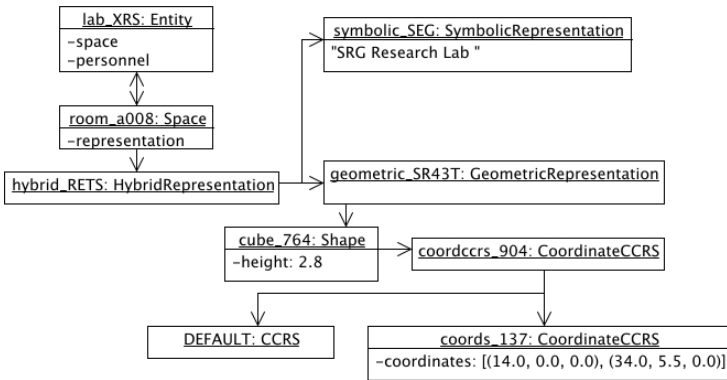 lab_XRS: Entity
-space
-personnel
symbolic_SEG: SymbolicRepresentation
"SRG Research Lab "
room_a008: Space
-representation
hybrid_RETS: HybridRepresentation
geometric_SR43T: GeometricRepresentation
cube_764: Shape
-height: 2.8
coordccrs_904: CoordinateCCRS
DEFAULT: CCRS
coords_137: CoordinateCCRS
-coordinates: [(14.0, 0.0, 0.0), (34.0, 5.5, 0.0)]